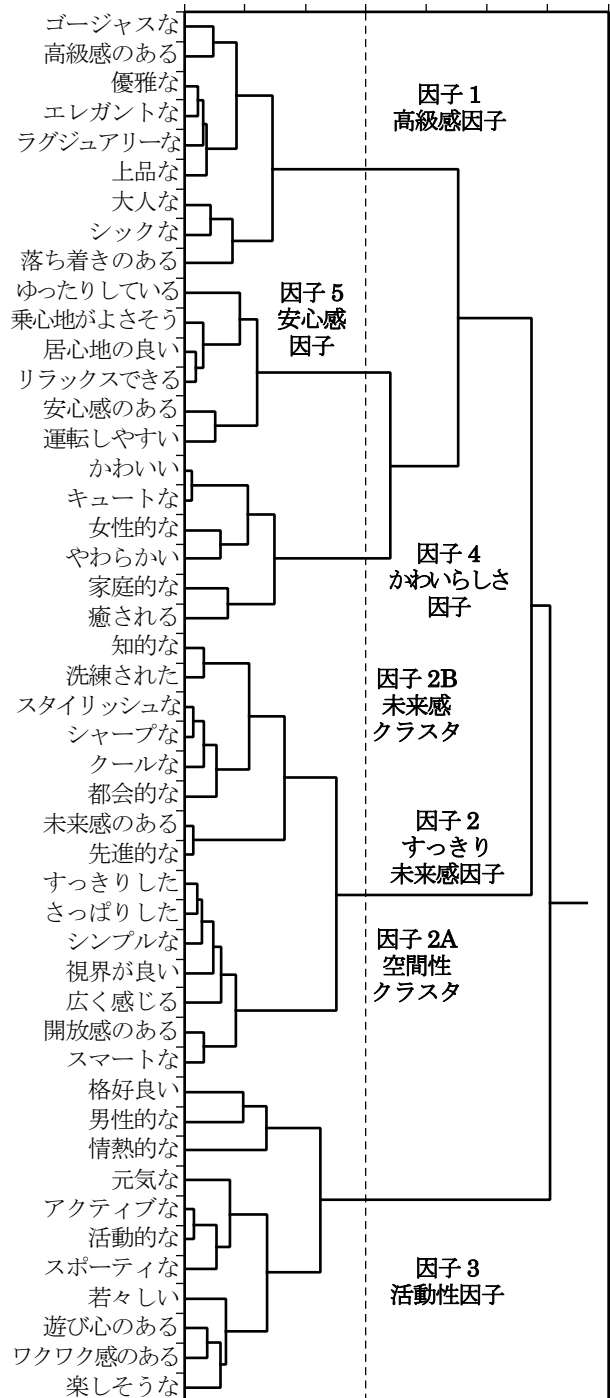 ゴージャスな
高級感のある
優雅な
エレガントな
ラグジュアリーな
上品な
大人な
シックな
落ち着きのある
ゆったりしている
乗心地がよさそう
居心地の良い
リラックスできる
安心感のある
運転しやすい
かわいい
キュートな
女性的な
やわらかい
家庭的な
癒される
知的な
洗練された
スタイリッシュな
シャープな
クールな
都会的な
未来感のある
先進的な
すっきりした
さっぱりした
シンプルな
視界が良い
広く感じる
開放感のある
スマートな
格好良い
男性的な
情熱的な
元気な
アクティブな
活動的な
スポーティな
若々しい
遊び心のある
ワクワク感のある
楽しそうな
因子 1
高級感因子
因子 5
安心感
因子
因子 4
かわいらしさ
因子
因子 2B
未来感
クラスタ
因子 2
すっきり
未来感因子
因子 2A
空間性
クラスタ
因子 3
活動性因子